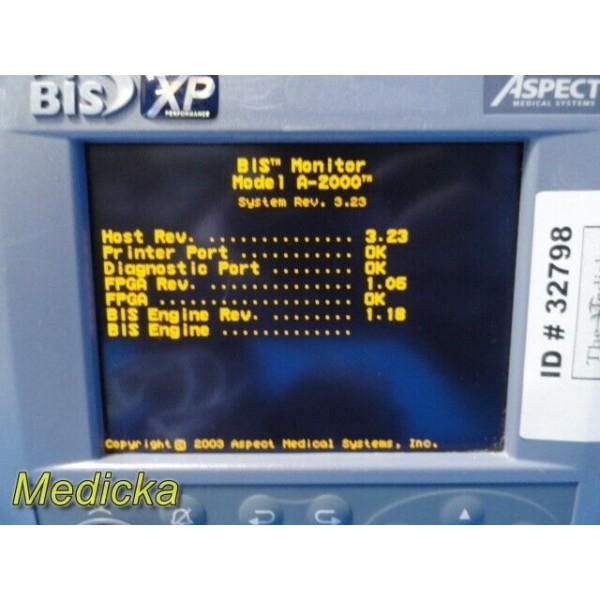 BIS XP
PERFORMANCE
ASPECT
MEDICAL SYSTEMS
BIS™ Monitor
Model A-2000™
System Rev. 3.23
Host Rev. .............. 3.23
Printer Port ......... OK
Diagnostic Port ........ OK
FPGA Rev. .............. 1.06
FPGA .................. OK
BIS Engine Rev. ........ 1.18
BIS Engine ............
Copyright © 2003 Aspect Medical Systems, Inc.
ID # 32798
Medicka